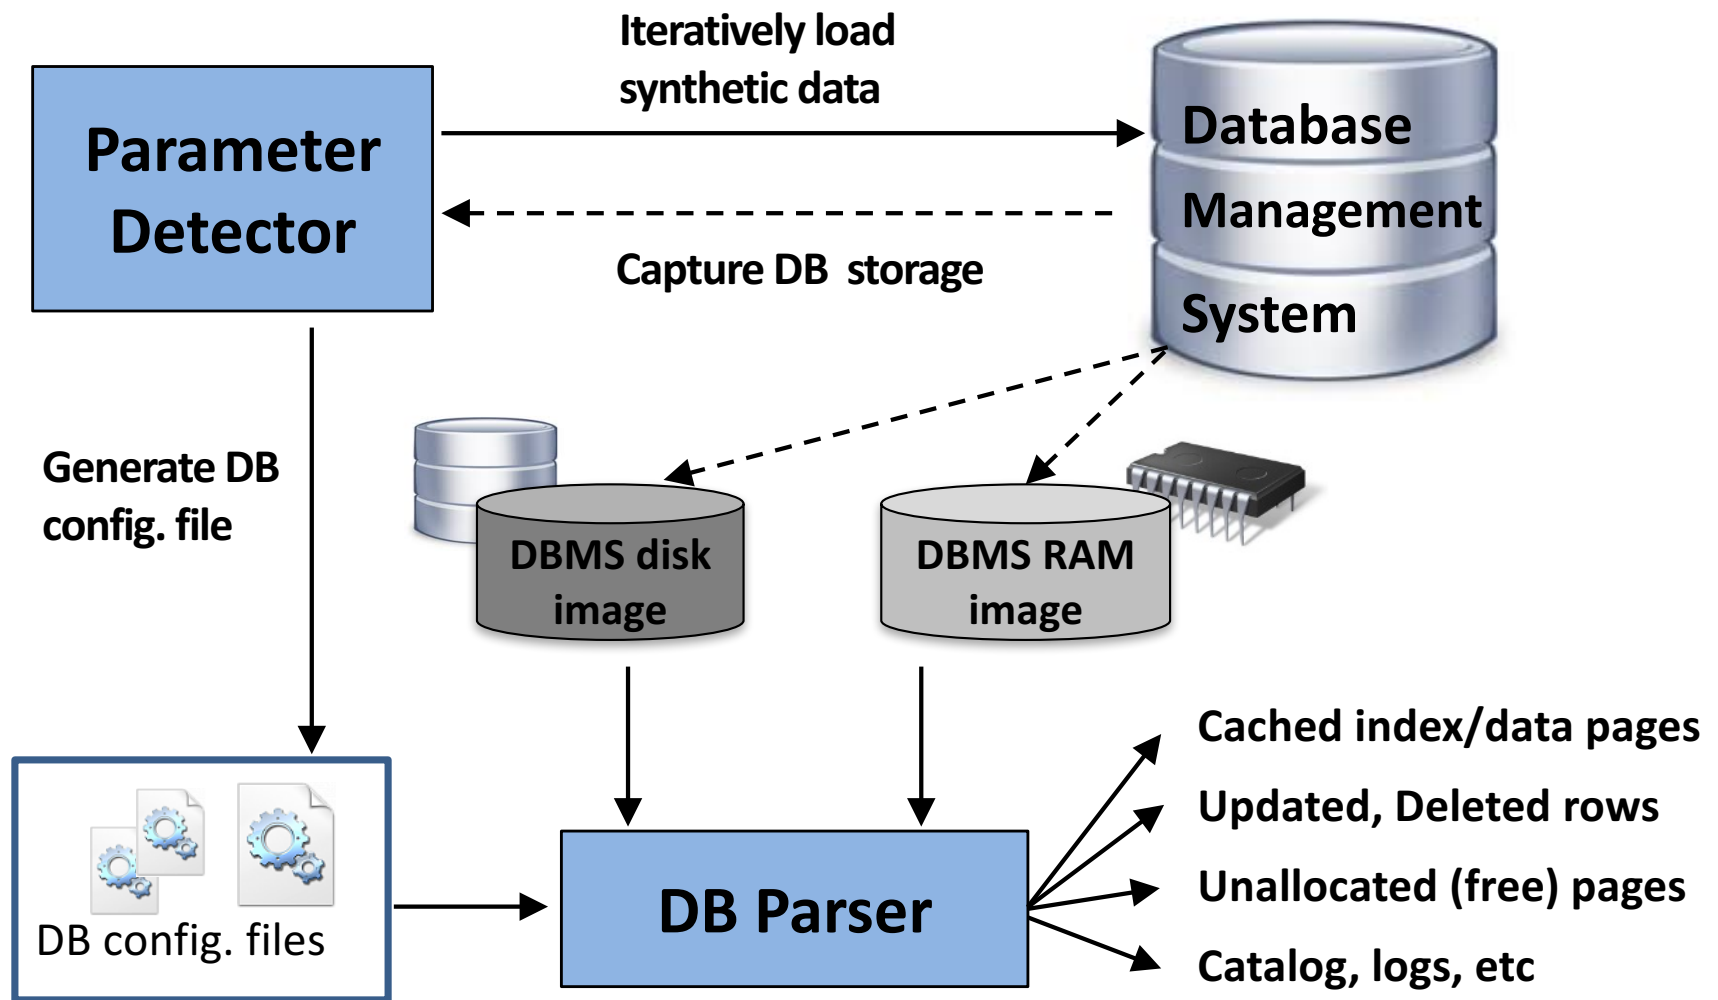 Iteratively load
synthetic data
Parameter
Detector
Database
Management
System
Capture DB storage
Generate DB
config. file
DBMS disk
image
DBMS RAM
image
Cached index/data pages
Updated, Deleted rows
Unallocated (free) pages
Catalog, logs, etc
DB Parser
DB config. files